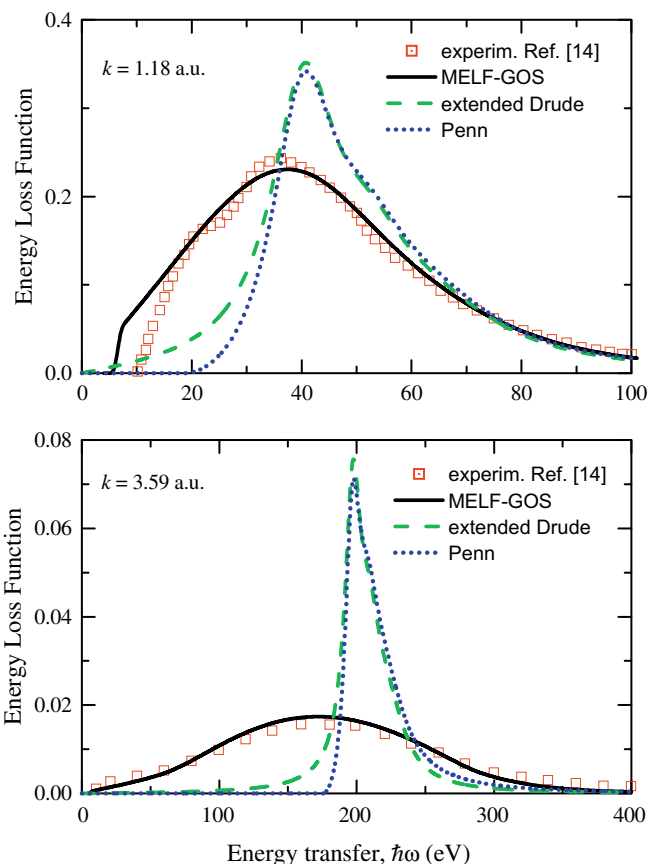 0.4
k = 1.18 a.u.
experim. Ref. [14]
MELF-GOS
extended Drude
Penn
0.2
0.0
Energy Loss Function
0 20 40 60 80 100
0.08
k = 3.59 a.u.
experim. Ref. [14]
MELF-GOS
extended Drude
Penn
0.06
0.04
0.02
0.00
Energy Loss Function
0 100 200 300 400
Energy transfer, ℏω (eV)